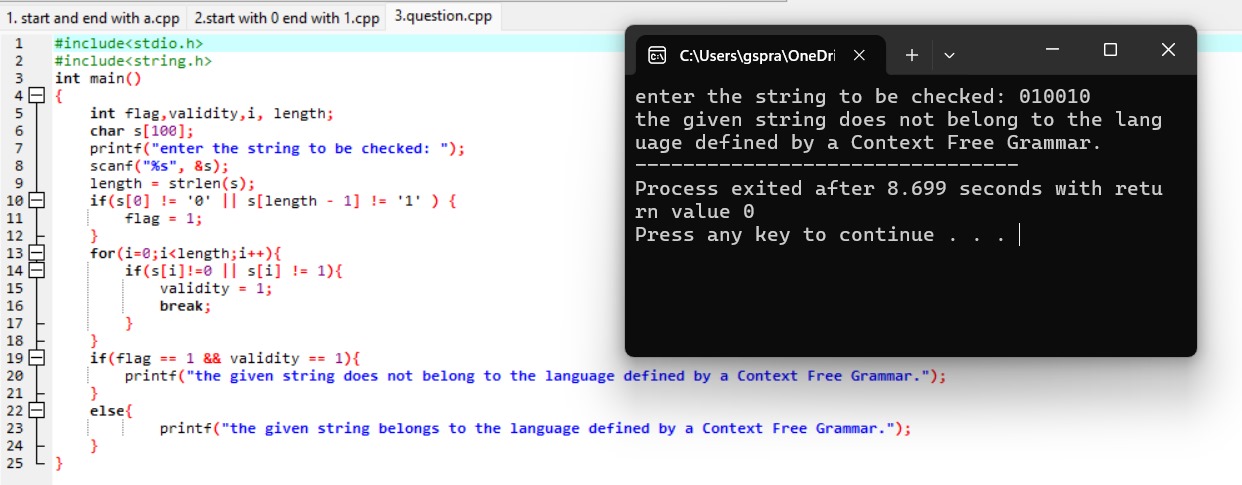 1. start and end with a.cpp 2.start with 0 end with 1.cpp 3.question.cpp
1 #include<stdio.h>
2 #include<string.h>
3 int main()
4 {
5 int flag,validity,i, length;
6 char s[100];
7 printf("enter the string to be checked: ");
8 scanf("%s", &s);
9 length = strlen(s);
10 if(s[0] != '0' || s[length - 1] != '1' ) {
11 flag = 1;
12 }
13 for(i=0;i<length;i++){
14 if(s[i]!=0 || s[i] != 1){
15 validity = 1;
16 break;
17 }
18 }
19 if(flag == 1 && validity == 1){
20 printf("the given string does not belong to the language defined by a Context Free Grammar.");
21 }
22 else{
23 printf("the given string belongs to the language defined by a Context Free Grammar.");
24 }
25 }
C:\Users\gspra\OneDri
enter the string to be checked: 010010
the given string does not belong to the lang
uage defined by a Context Free Grammar.
--------------------------------
Process exited after 8.699 seconds with retu
rn value 0
Press any key to continue . . .